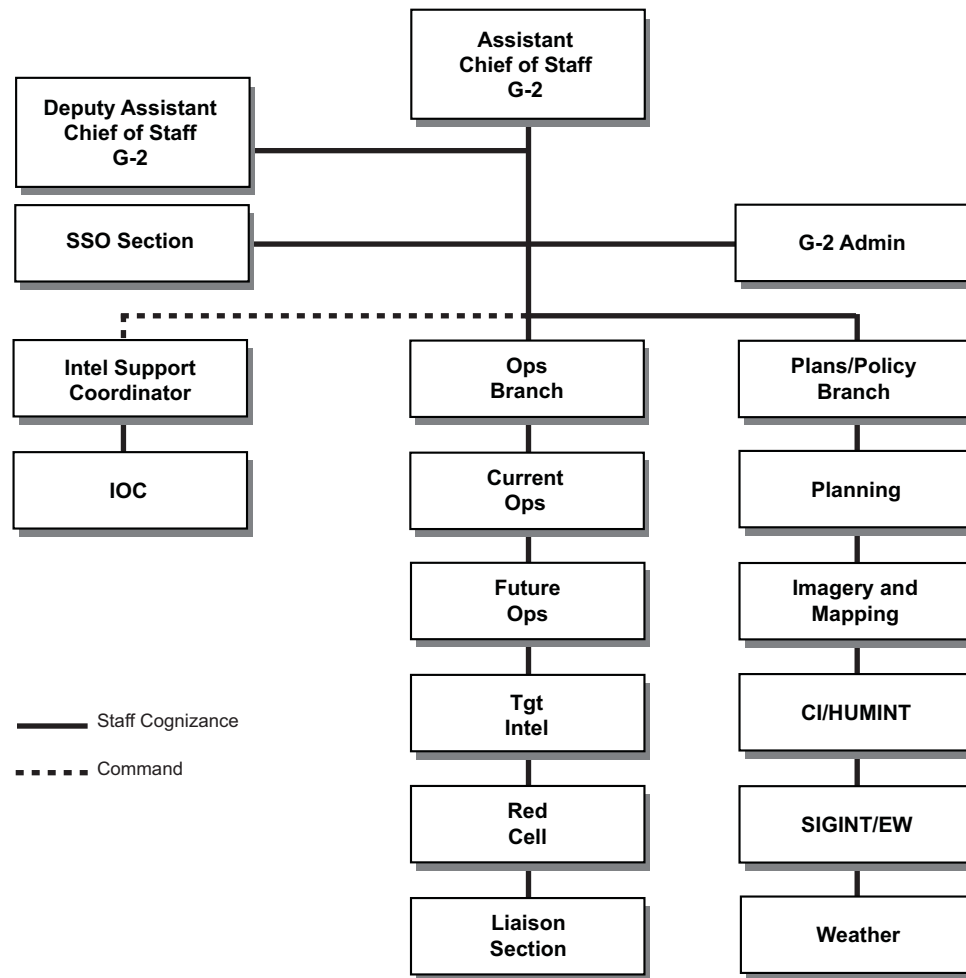 Assistant
Chief of Staff
G-2
Deputy Assistant
Chief of Staff
G-2
SSO Section
G-2 Admin
Intel Support
Coordinator
Ops
Branch
Plans/Policy
Branch
IOC
Current
Ops
Planning
Future
Ops
Imagery and
Mapping
Tgt
Intel
CI/HUMINT
Staff Cognizance
Command
Red
Cell
SIGINT/EW
Liaison
Section
Weather